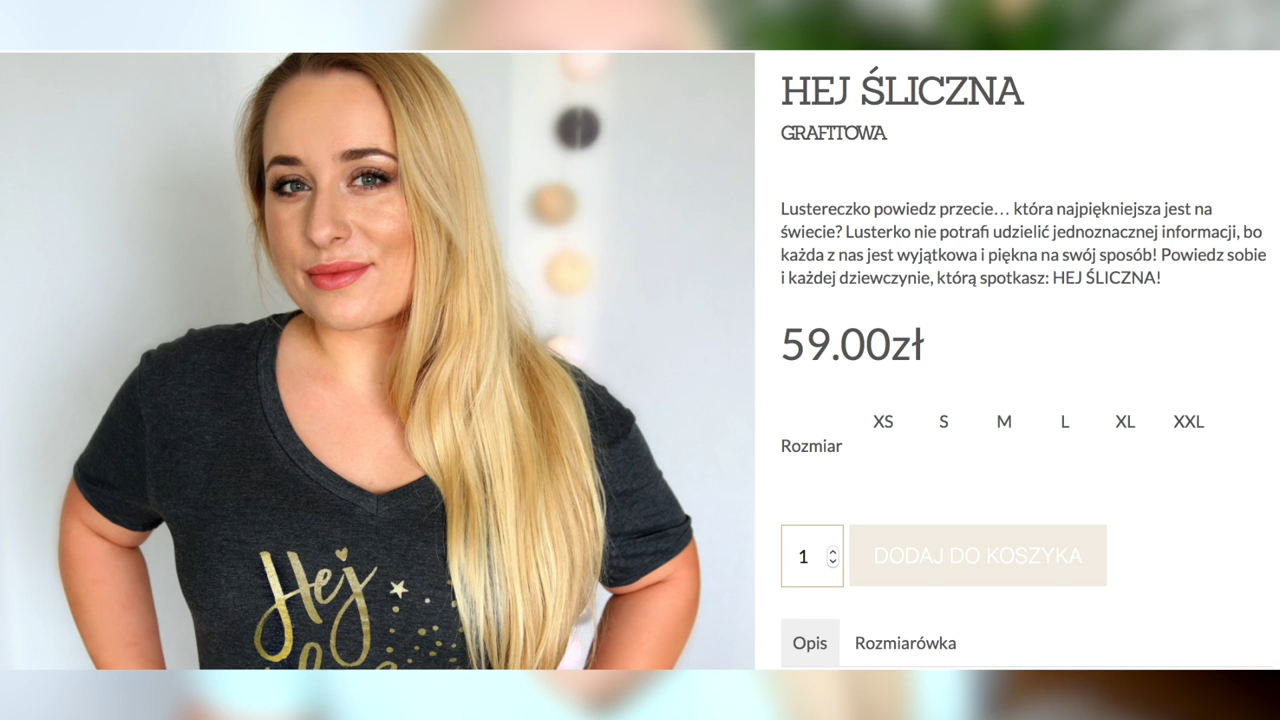 HEJ ŚLICZNA
GRAFITOWA
Lustereczko powiedz przecie… która najpiękniejsza jest na
świecie? Lusterko nie potrafi udzielić jednoznacznej informacji, bo
każda z nas jest wyjątkowa i piękna na swój sposób! Powiedz sobie
i każdej dziewczynie, którą spotkasz: HEJ ŚLICZNA!
59.00zł
XS S M L XL XXL
Rozmiar
1 DODAJ DO KOSZYKA
Opis Rozmiarówka
Hej